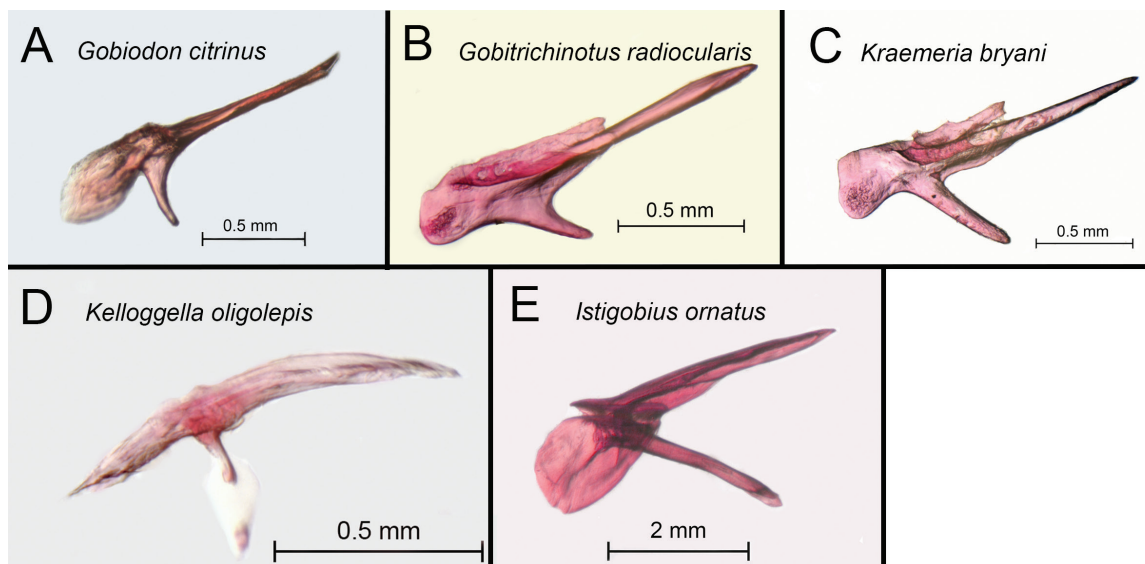 A Gobiodon citrinus
0.5 mm
B Gobitrichinotus radiocularis
0.5 mm
C Kraemeria bryani
0.5 mm
D Kelloggella oligolepis
0.5 mm
E Istigobius ornatus
2 mm